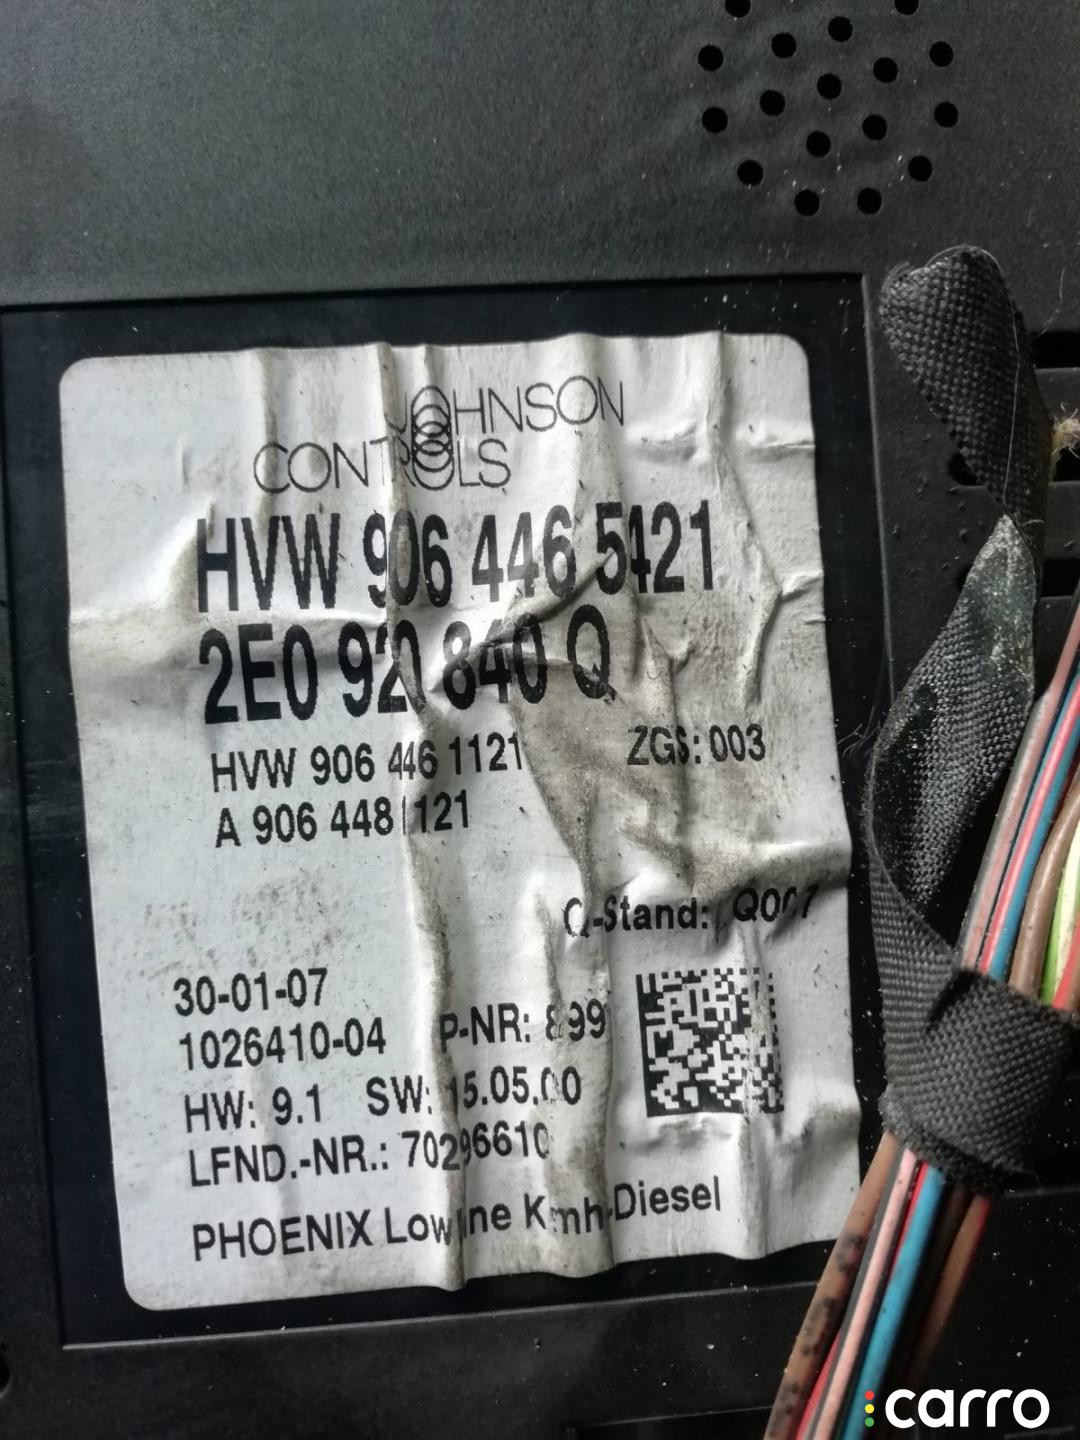 JOHNSON
CONTROLS
HVW 906 446 5421
2E0 920 840 Q
HVW 906 446 1121 ZGS: 003
A 906 448 1121
Q-Stand: Q007
30-01-07
1026410-04 P-NR: 899
HW: 9.1 SW: 15.05.00
LFND.-NR.: 70296610
PHOENIX Lowline Kmh-Diesel
carro